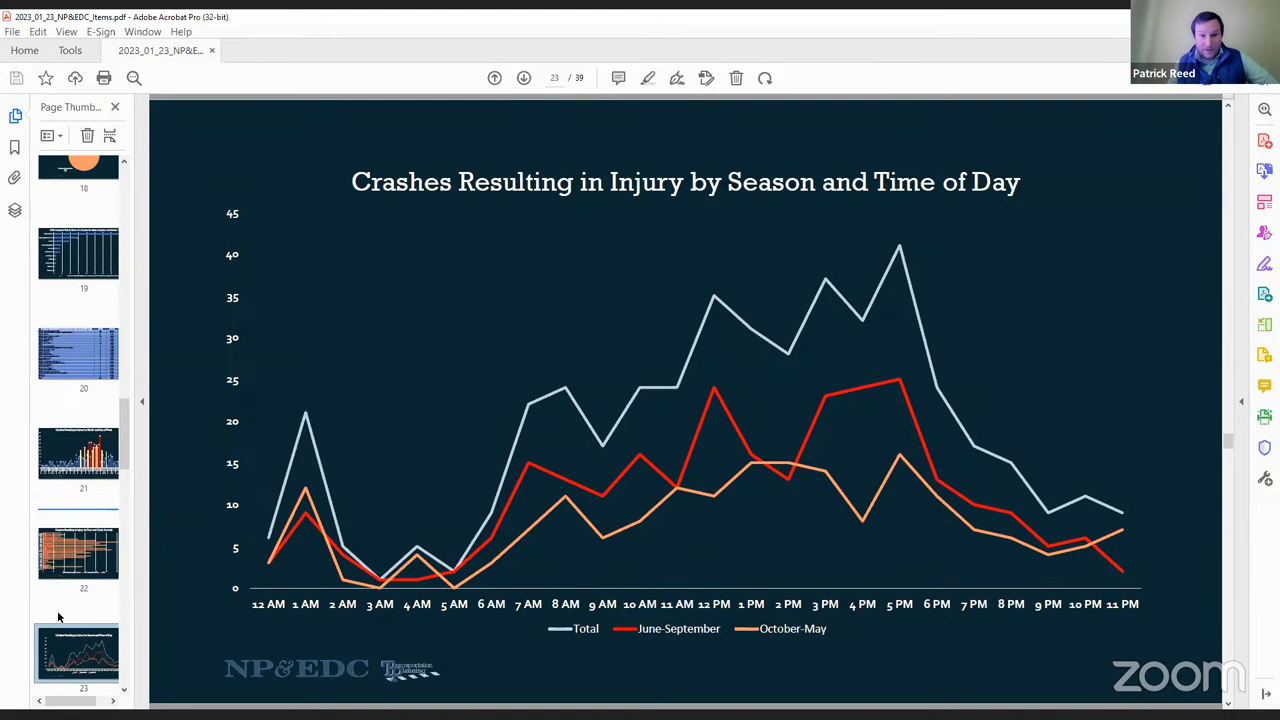 2023_01_23_NP&EDC_Items.pdf - Adobe Acrobat Pro (32-bit)
File Edit View E-Sign Window Help
Home Tools 2023_01_23_NP&E... ×
23 / 39
Patrick Reed
Page Thumb...
18
19
20
21
22
23
Crashes Resulting in Injury by Season and Time of Day
45
40
35
30
25
20
15
10
5
0
12 AM 1 AM 2 AM 3 AM 4 AM 5 AM 6 AM 7 AM 8 AM 9 AM 10 AM 11 AM 12 PM 1 PM 2 PM 3 PM 4 PM 5 PM 6 PM 7 PM 8 PM 9 PM 10 PM 11 PM
Total June-September October-May
NP&EDC Transportation Planning
zoom